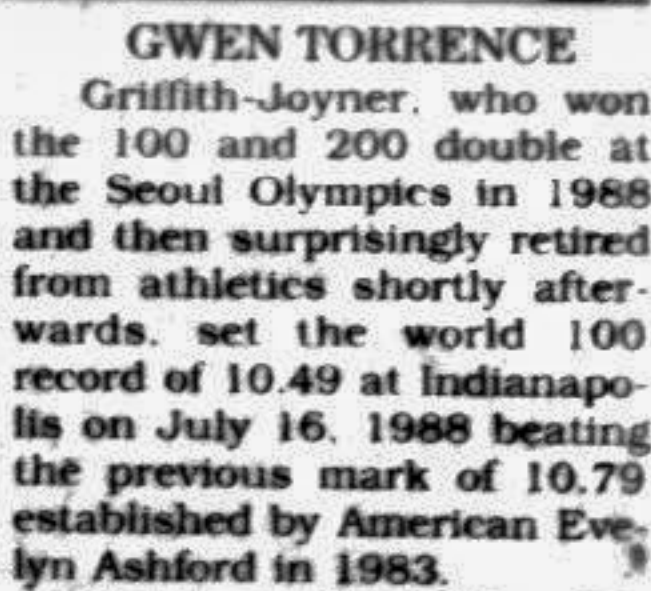 GWEN TORRENCE
Griffith-Joyner, who won
the 100 and 200 double at
the Seoul Olympics in 1988
and then surprisingly retired
from athletics shortly after-
wards, set the world 100
record of 10.49 at Indianapo-
lis on July 16, 1988 beating
the previous mark of 10.79
established by American Eve-
lyn Ashford in 1983.